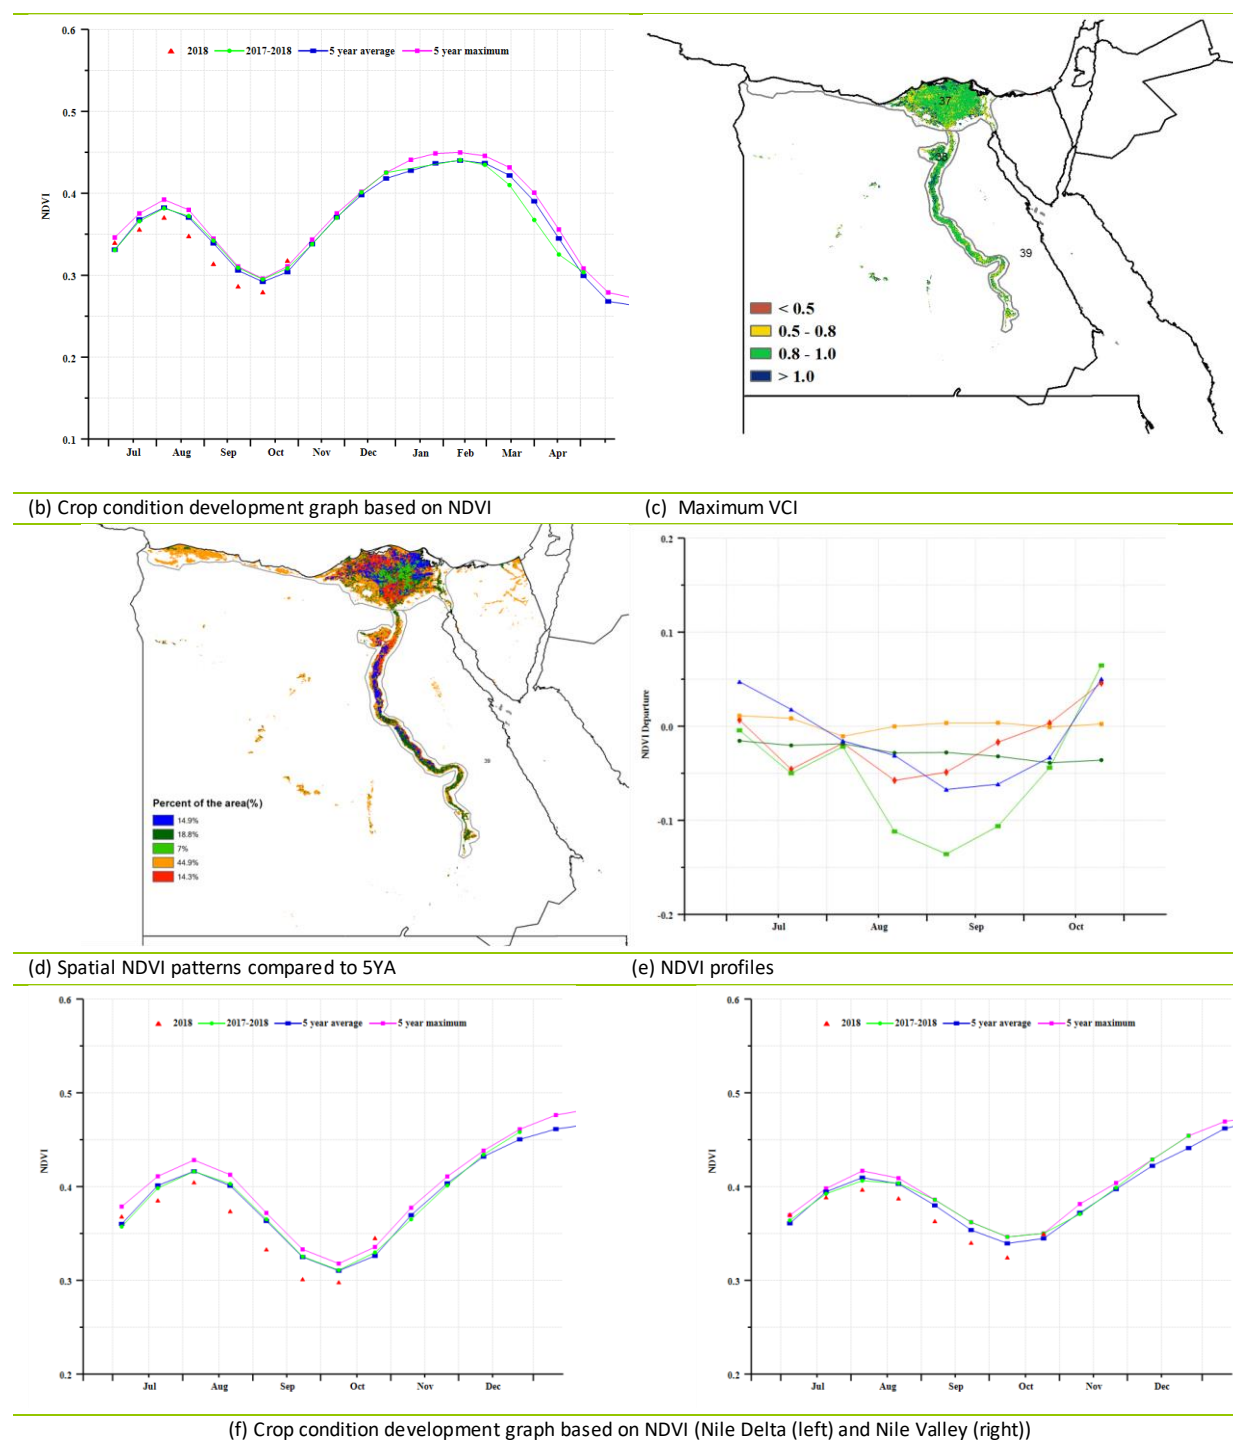 0.6
0.5
0.4
0.3
0.2
0.1
NDVI
2018 2017-2018 5 year average 5 year maximum
Jul Aug Sep Oct Nov Dec Jan Feb Mar Apr
37
38
39
< 0.5
0.5 - 0.8
0.8 - 1.0
> 1.0
(b) Crop condition development graph based on NDVI
(c) Maximum VCI
39
Percent of the area(%)
14.9%
18.8%
7%
44.9%
14.3%
0.2
0.1
0.0
-0.1
-0.2
NDVI Departure
Jul Aug Sep Oct
(d) Spatial NDVI patterns compared to 5YA
(e) NDVI profiles
0.6
0.5
0.4
0.3
0.2
NDVI
2018 2017-2018 5 year average 5 year maximum
Jul Aug Sep Oct Nov Dec
0.6
0.5
0.4
0.3
0.2
NDVI
2018 2017-2018 5 year average 5 year maximum
Jul Aug Sep Oct Nov Dec
(f) Crop condition development graph based on NDVI (Nile Delta (left) and Nile Valley (right))